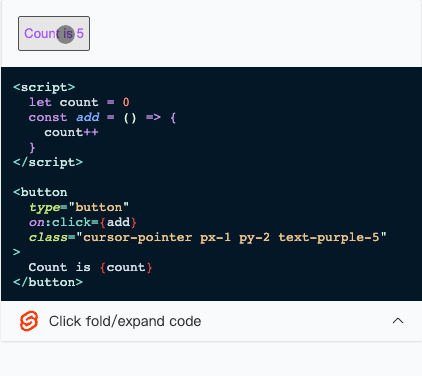 Count is 5
<script>
let count = 0
const add = () => {
count++
}
</script>
<button
type="button"
on:click={add}
class="cursor-pointer px-1 py-2 text-purple-5"
>
Count is {count}
</button>
Click fold/expand code